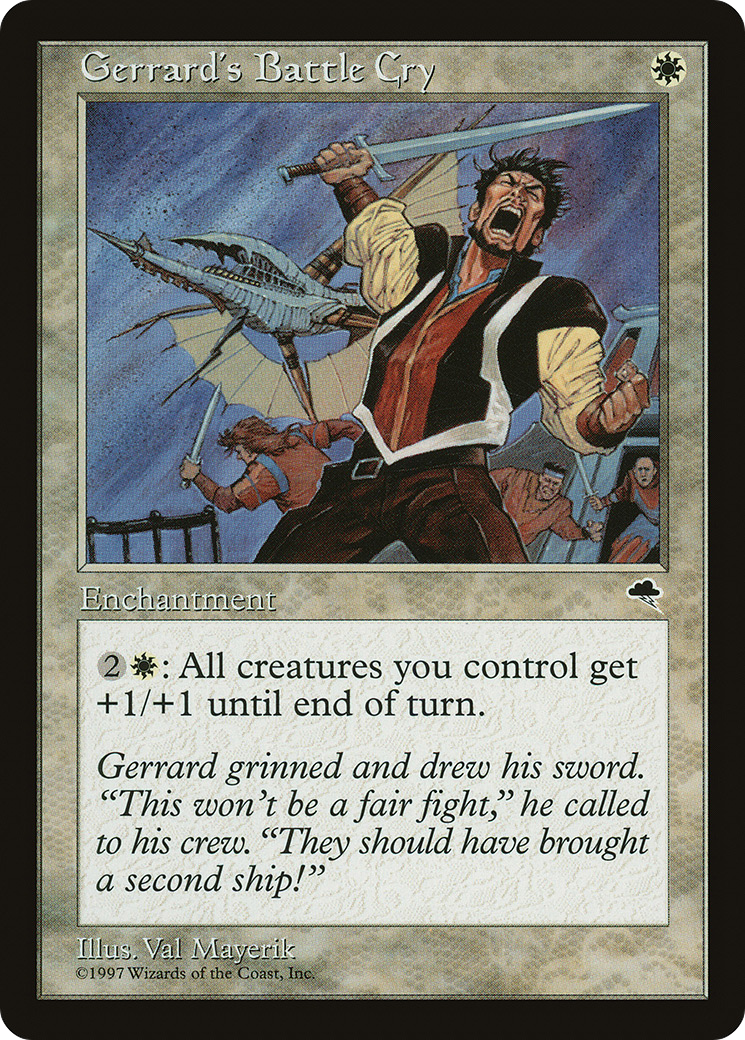 Gerrard's Battle Cry
Enchantment
2: All creatures you control get
+1/+1 until end of turn.
Gerrard grinned and drew his sword.
“This won't be a fair fight,” he called
to his crew. “They should have brought
a second ship!”
Illus. Val Mayerik
©1997 Wizards of the Coast, Inc.